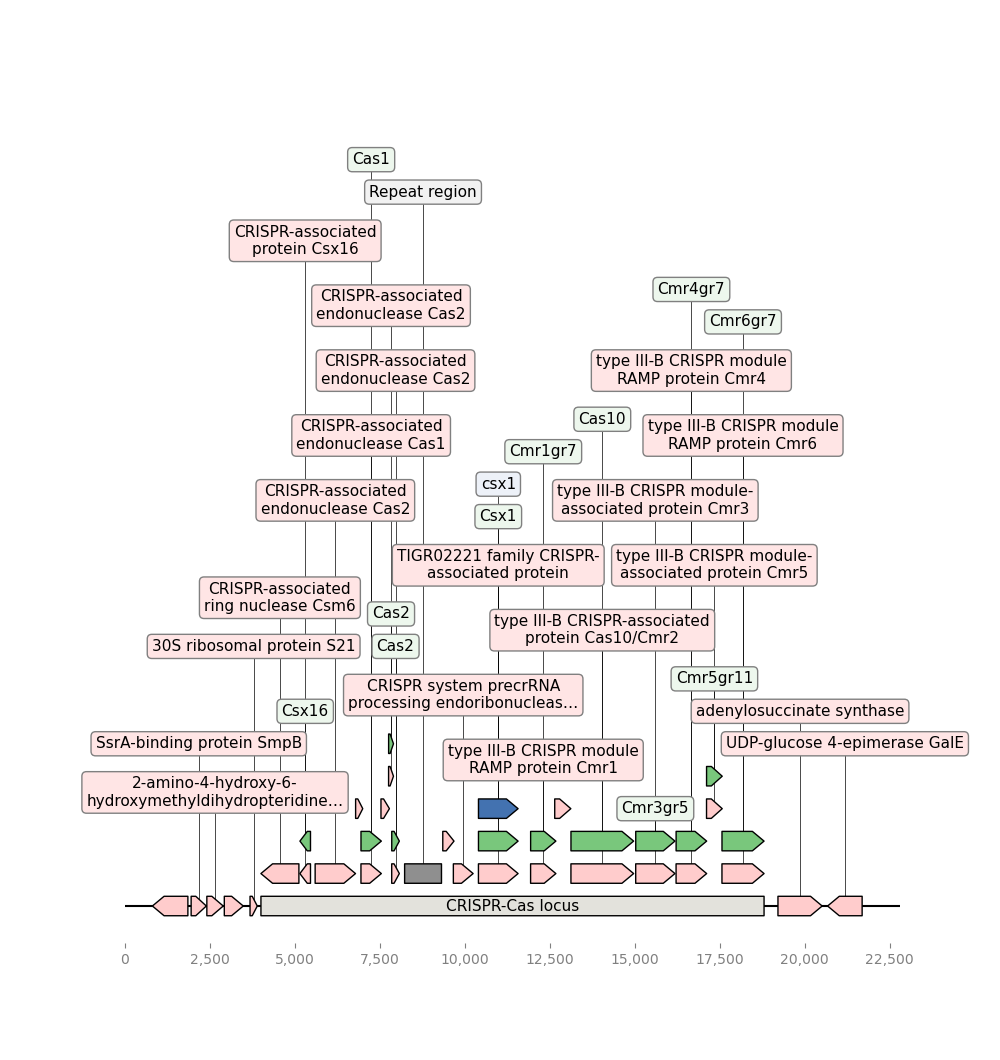 Cas1
Repeat region
CRISPR-associated
protein Csx16
CRISPR-associated
endonuclease Cas2
Cmr4gr7
Cmr6gr7
CRISPR-associated
endonuclease Cas2
type III-B CRISPR module
RAMP protein Cmr4
CRISPR-associated
endonuclease Cas1
Cas10
type III-B CRISPR module
RAMP protein Cmr6
Cmr1gr7
csx1
CRISPR-associated
endonuclease Cas2
type III-B CRISPR module-
associated protein Cmr3
Csx1
TIGR02221 family CRISPR-
associated protein
type III-B CRISPR module-
associated protein Cmr5
CRISPR-associated
ring nuclease Csm6
Cas2
type III-B CRISPR-associated
protein Cas10/Cmr2
30S ribosomal protein S21
Cas2
Cmr5gr11
CRISPR system precrRNA
processing endoribonucleas...
Csx16
adenylosuccinate synthase
SsrA-binding protein SmpB
UDP-glucose 4-epimerase GalE
type III-B CRISPR module
RAMP protein Cmr1
2-amino-4-hydroxy-6-
hydroxymethyldihydropteridine...
Cmr3gr5
CRISPR-Cas locus
0 2,500 5,000 7,500 10,000 12,500 15,000 17,500 20,000 22,500